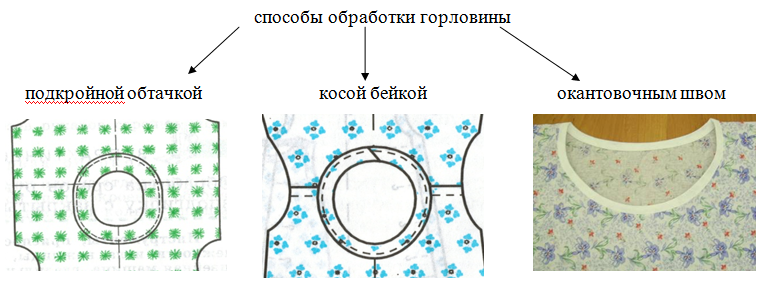 способы обработки горловины
подкройной обтачкой
косой бейкой
окантовочным швом